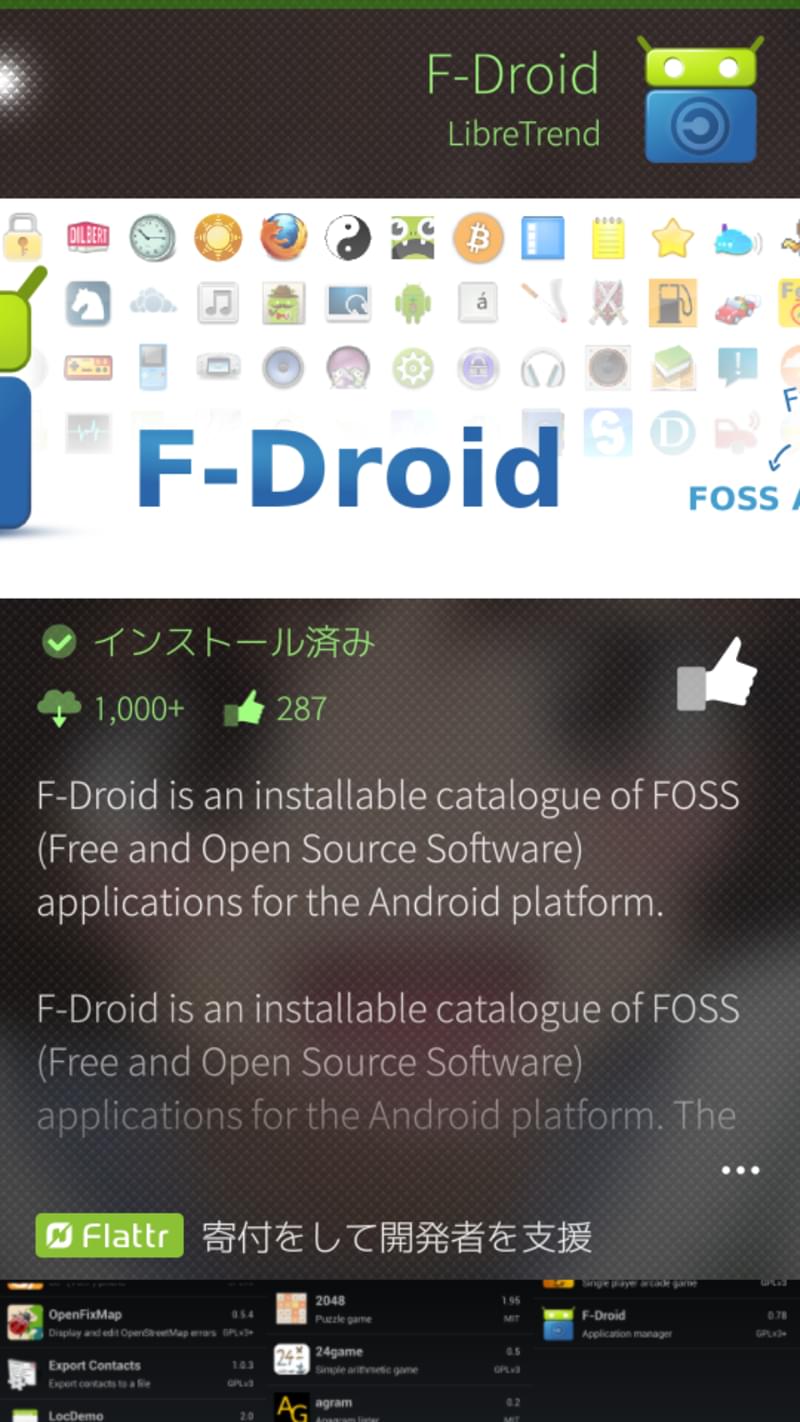 F-Droid
LibreTrend
DILBERT
á
F-Droid
FOSS
インストール済み
1,000+ 287
F-Droid is an installable catalogue of FOSS
(Free and Open Source Software)
applications for the Android platform.
F-Droid is an installable catalogue of FOSS
(Free and Open Source Software)
applications for the Android platform. The
...
Flattr 寄付をして開発者を支援
OpenFixMap 0.5.4
Display and edit OpenStreetMap errors GPLv3+
Export Contacts 1.0.3
Export contacts to a file GPLv3
LocDemo 2.0
2048 1.95
Puzzle game MIT
24game 0.5
Simple arithmetic game GPLv3
AG
agram 0.2
Anagram lister MIT
Single player arcade game GPLv3
F-Droid 0.78
Application manager GPLv3+